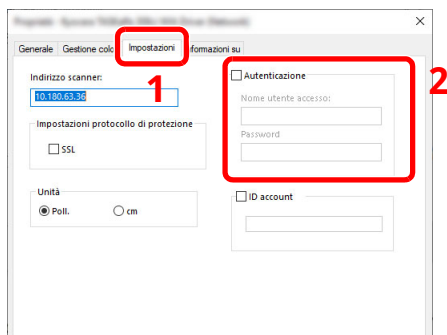 Generale Gestione colo Impostazioni formazioni su
1
2
Indirizzo scanner:
10.180.63.36
Impostazioni protocollo di protezione
SSL
Unità
Poll. cm
Autenticazione
Nome utente accesso:
Password
ID account